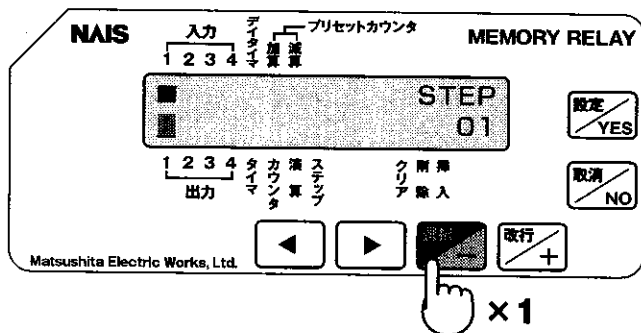 NAIS
入力
1 2 3 4
デイタイマ
加算
減算
プリセットカウンタ
MEMORY RELAY
STEP
01
1 2 3 4
出力
タイマ
カウンタ
演算
ステップ
クリア
削除
挿入
設定/YES
取消/NO
◀
▶
選択/−
改行/+
Matsushita Electric Works, Ltd.
×1